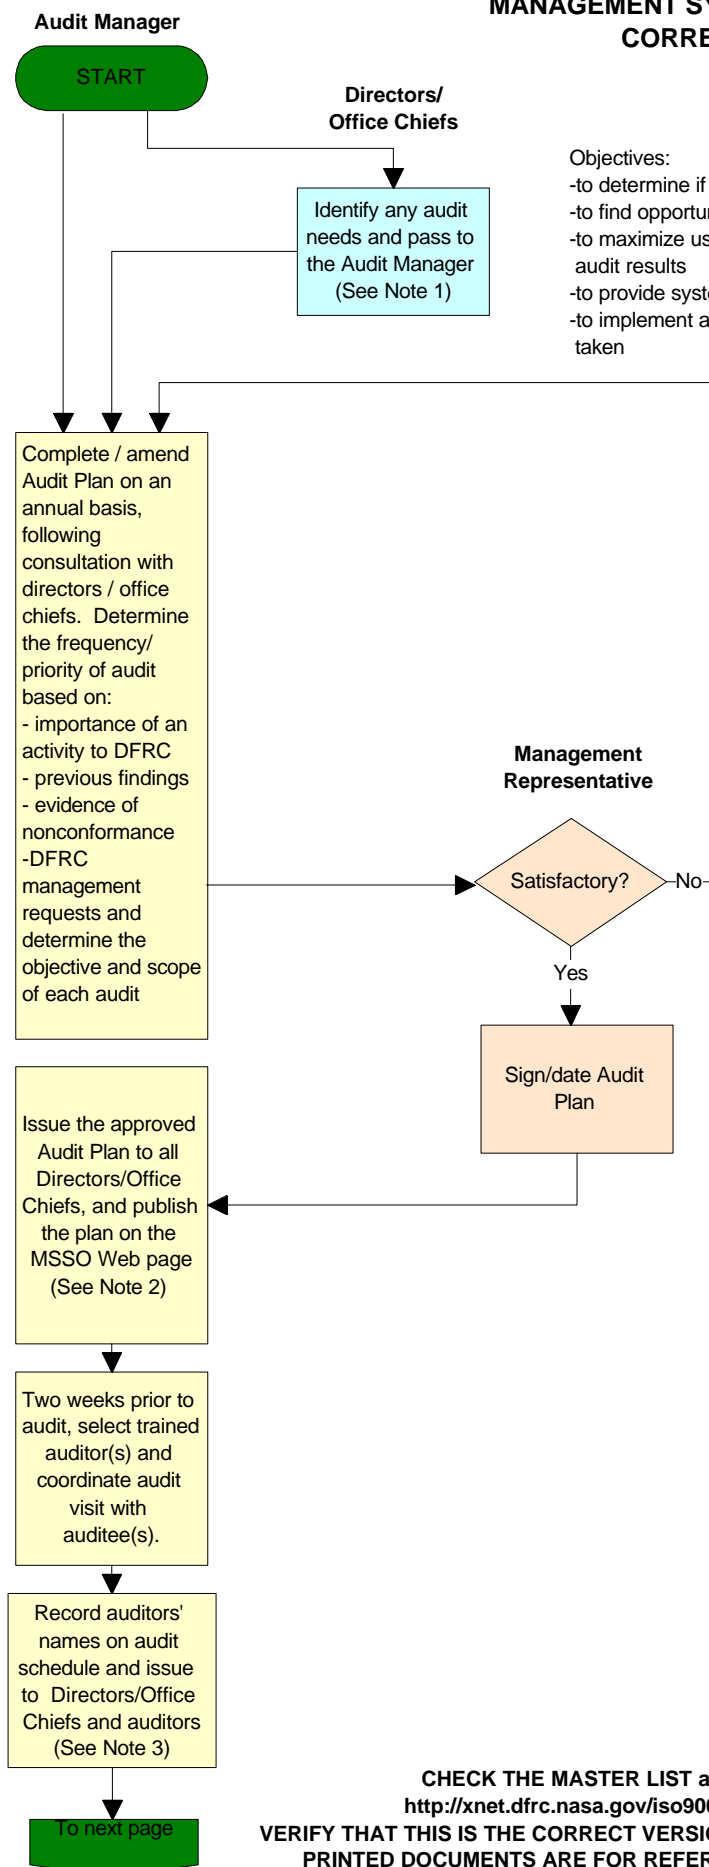 MANAGEMENT SY
CORRE
Audit Manager
START
Directors/
Office Chiefs
Objectives:
-to determine if
-to find opportu
-to maximize us
audit results
-to provide syst
-to implement a
taken
Identify any audit
needs and pass to
the Audit Manager
(See Note 1)
Complete / amend
Audit Plan on an
annual basis,
following
consultation with
directors / office
chiefs. Determine
the frequency/
priority of audit
based on:
- importance of an
activity to DFRC
- previous findings
- evidence of
nonconformance
-DFRC
management
requests and
determine the
objective and scope
of each audit
Management
Representative
Satisfactory?
No
Yes
Sign/date Audit
Plan
Issue the approved
Audit Plan to all
Directors/Office
Chiefs, and publish
the plan on the
MSSO Web page
(See Note 2)
Two weeks prior to
audit, select trained
auditor(s) and
coordinate audit
visit with
auditee(s).
Record auditors'
names on audit
schedule and issue
to Directors/Office
Chiefs and auditors
(See Note 3)
To next page
CHECK THE MASTER LIST a
http://xnet.dfrc.nasa.gov/iso900
VERIFY THAT THIS IS THE CORRECT VERSIO
PRINTED DOCUMENTS ARE FOR REFER